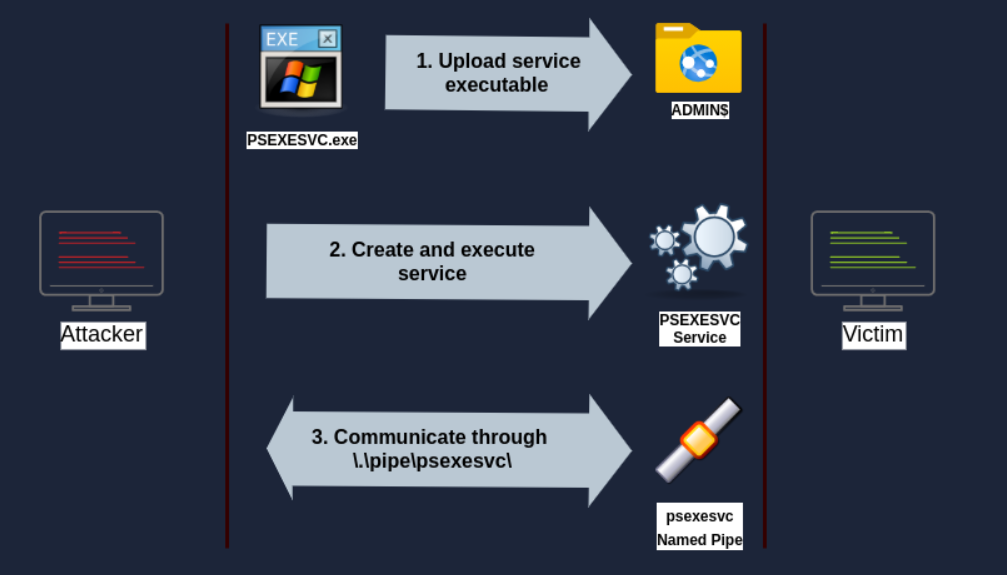 EXE
1. Upload service
executable
PSEXESVC.exe
ADMIN$
2. Create and execute
service
PSEXESVC
Service
Attacker
Victim
3. Communicate through
\.\pipe\psexesvc\
psexesvc
Named Pipe